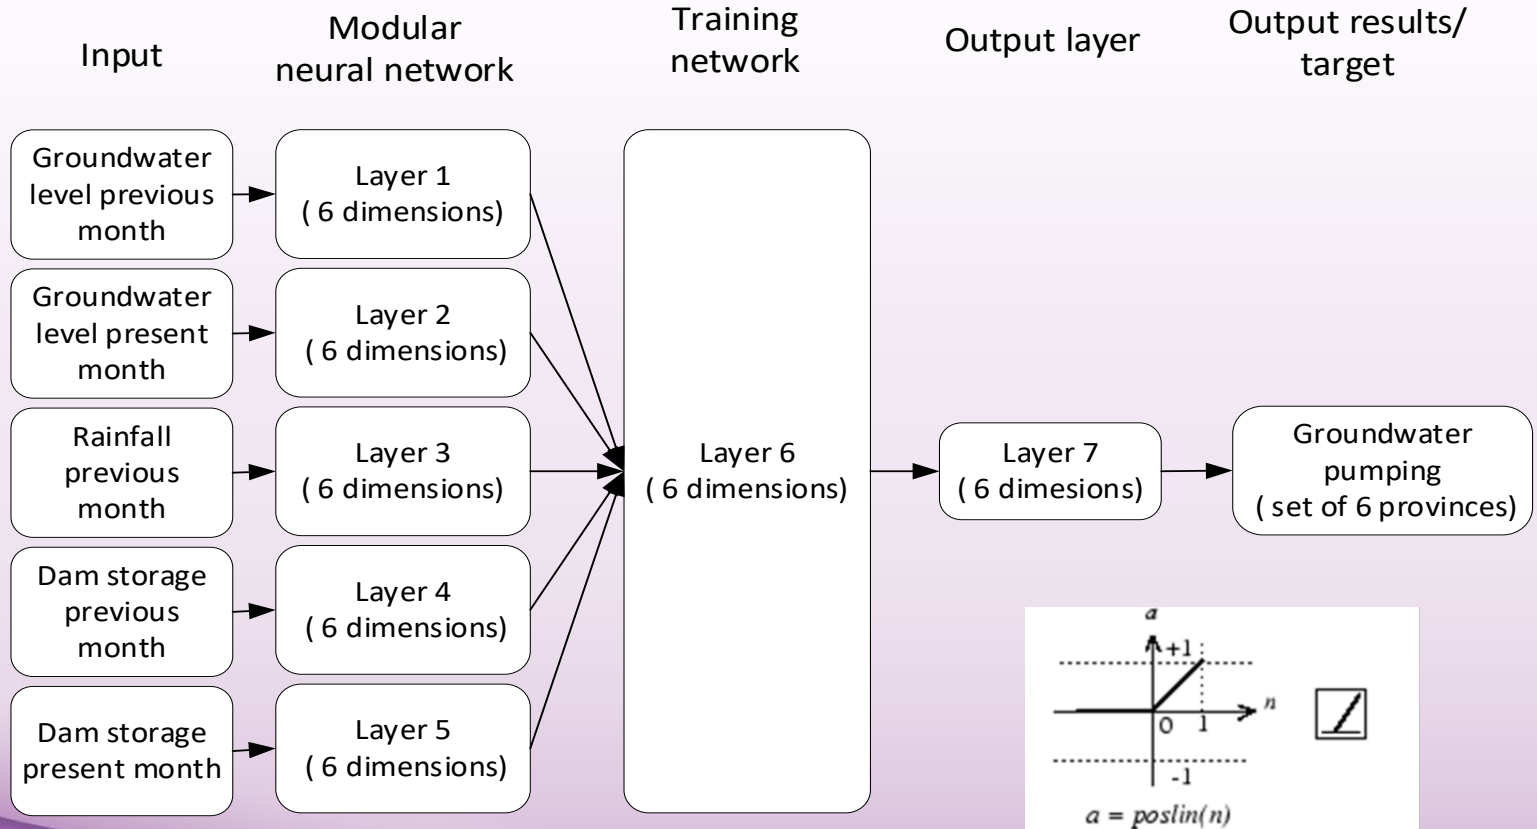 Input
Modular
neural network
Training
network
Output layer
Output results/
target
Groundwater
level previous
month
Layer 1
( 6 dimensions)
Groundwater
level present
month
Layer 2
( 6 dimensions)
Rainfall
previous
month
Layer 3
( 6 dimensions)
Dam storage
previous
month
Layer 4
( 6 dimensions)
Dam storage
present month
Layer 5
( 6 dimensions)
Layer 6
( 6 dimensions)
Layer 7
( 6 dimesions)
Groundwater
pumping
( set of 6 provinces)
a
+1
n
0 1
-1
a = poslin(n)